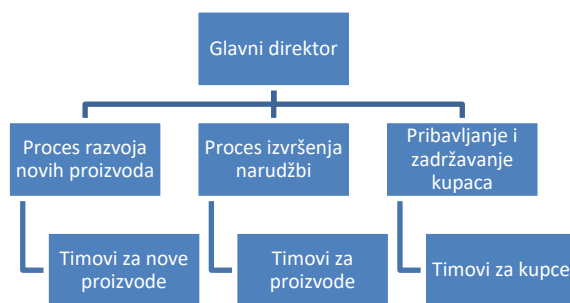 Glavni direktor
Proces razvoja
novih proizvoda
Proces izvršenja
narudžbi
Pribavljanje i
zadržavanje
kupaca
Timovi za nove
proizvode
Timovi za
proizvode
Timovi za kupce